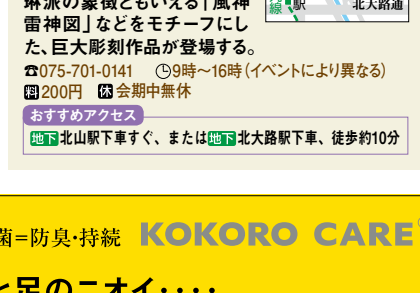 琳派の象徴ともいえる「風神
雷神図」などをモチーフにし
た、巨大彫刻作品が登場する。
線 駅 北大路通
☎075-701-0141 9時〜16時(イベントにより異なる)
料200円 休会期中無休
おすすめアクセス
地下北山駅下車すぐ、または地下北大路駅下車、徒歩約10分
菌=防臭・持続 KOKORO CARE
足のニオイ・・・・